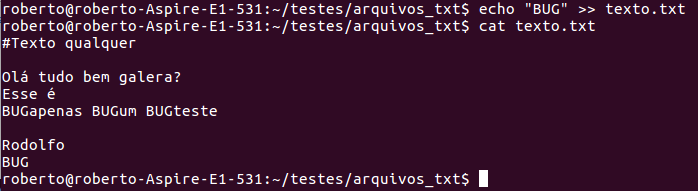 roberto@roberto-Aspire-E1-531:~/testes/arquivos_txt$ echo "BUG" >> texto.txt
roberto@roberto-Aspire-E1-531:~/testes/arquivos_txt$ cat texto.txt
#Texto qualquer
Olá tudo bem galera?
Esse é
BUGapenas BUGum BUGteste
Rodolfo
BUG
roberto@roberto-Aspire-E1-531:~/testes/arquivos_txt$